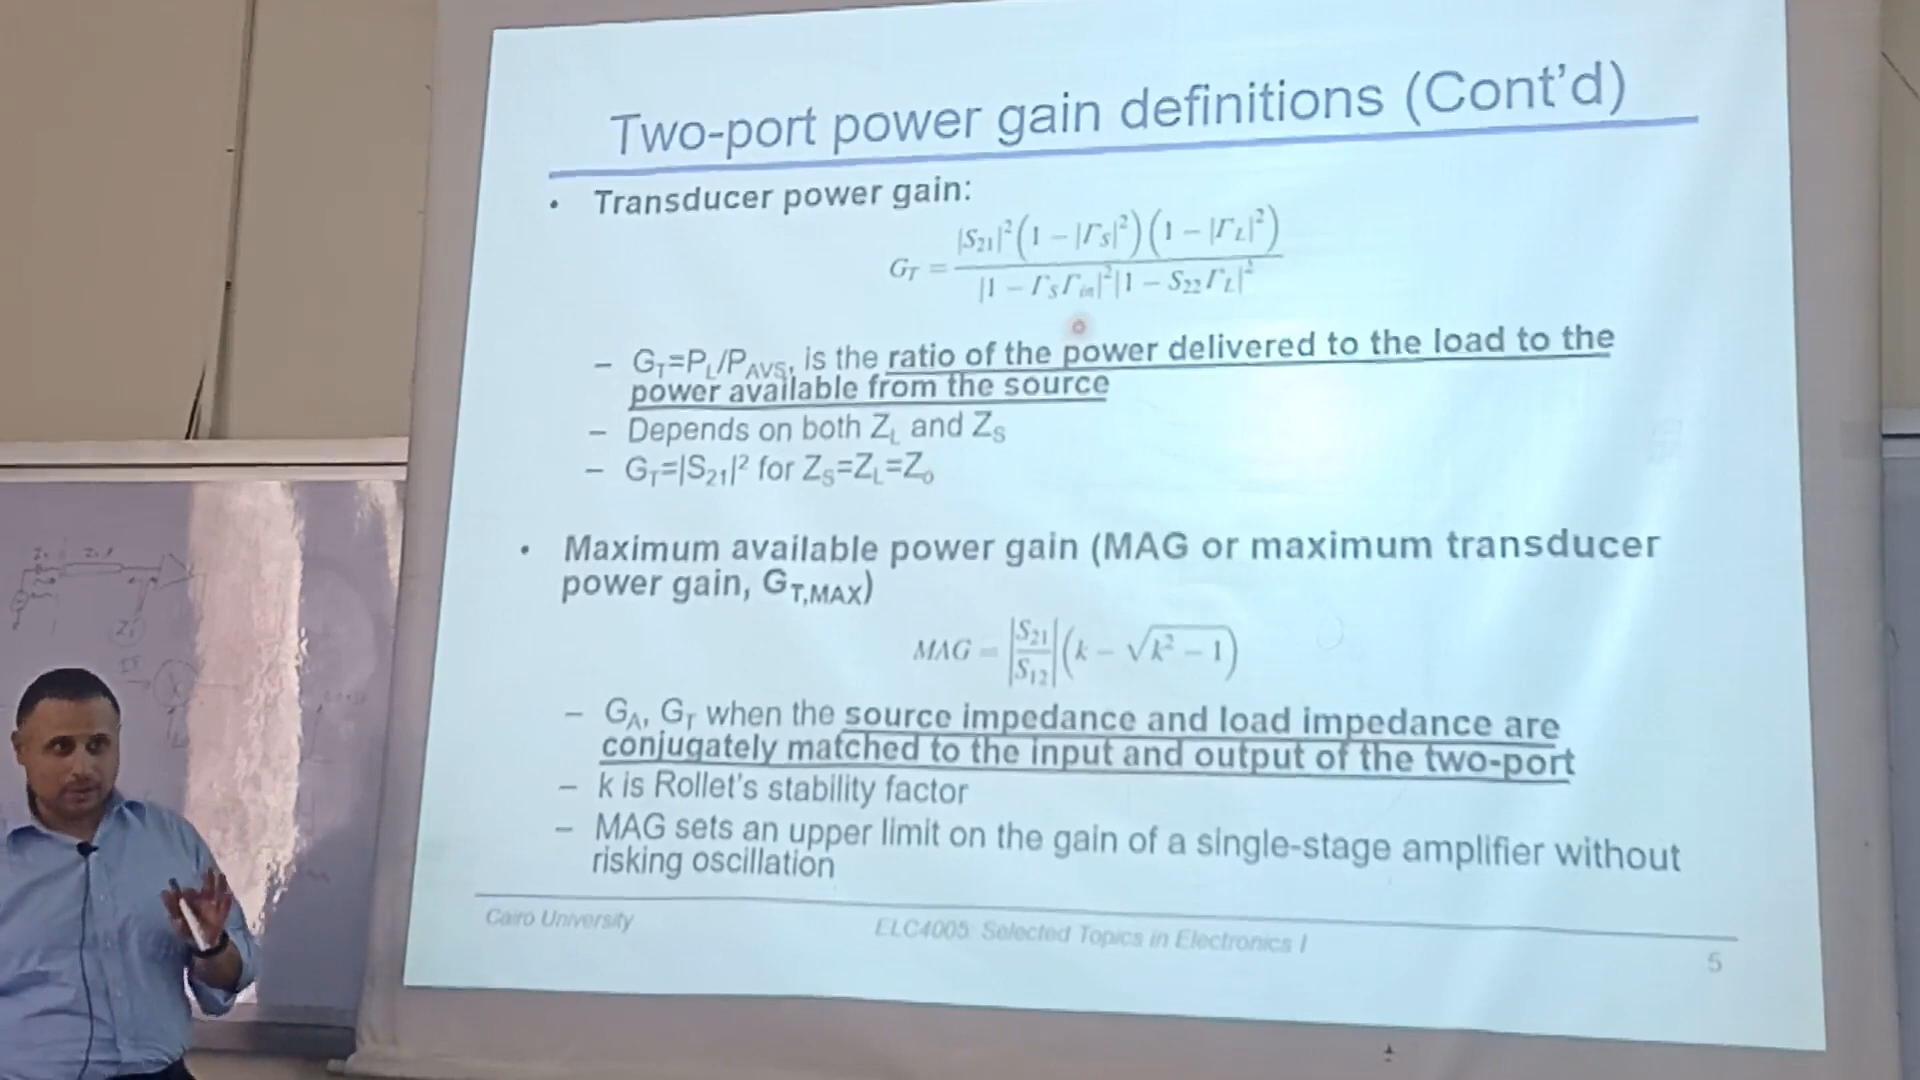 Two-port power gain definitions (Cont'd)
• Transducer power gain:
G_T = |S_21|^2 (1 − |Γ_S|^2)(1 − |Γ_L|^2) / |1 − Γ_S Γ_in|^2 |1 − S_22 Γ_L|^2
– G_T=P_L/P_AVS, is the ratio of the power delivered to the load to the
power available from the source
– Depends on both Z_L and Z_S
– G_T=|S_21|^2 for Z_S=Z_L=Z_o
• Maximum available power gain (MAG or maximum transducer
power gain, G_T,MAX)
MAG = |S_21/S_12| (k − √(k^2 − 1))
– G_A, G_T when the source impedance and load impedance are
conjugately matched to the input and output of the two-port
– k is Rollet's stability factor
– MAG sets an upper limit on the gain of a single-stage amplifier without
risking oscillation
Cairo University
ELC4005: Selected Topics in Electronics I
5